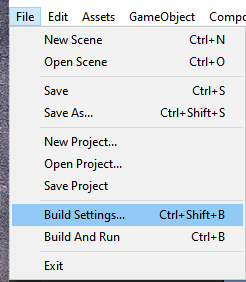 File Edit Assets GameObject Compo
New Scene Ctrl+N
Open Scene Ctrl+O
Save Ctrl+S
Save As... Ctrl+Shift+S
New Project...
Open Project...
Save Project
Build Settings... Ctrl+Shift+B
Build And Run Ctrl+B
Exit